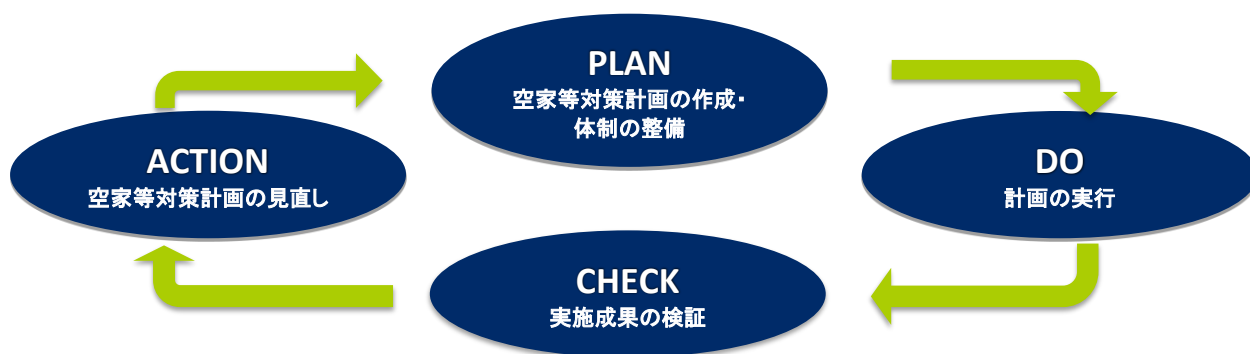 PLAN
空家等対策計画の作成・
体制の整備
ACTION
空家等対策計画の見直し
DO
計画の実行
CHECK
実施成果の検証